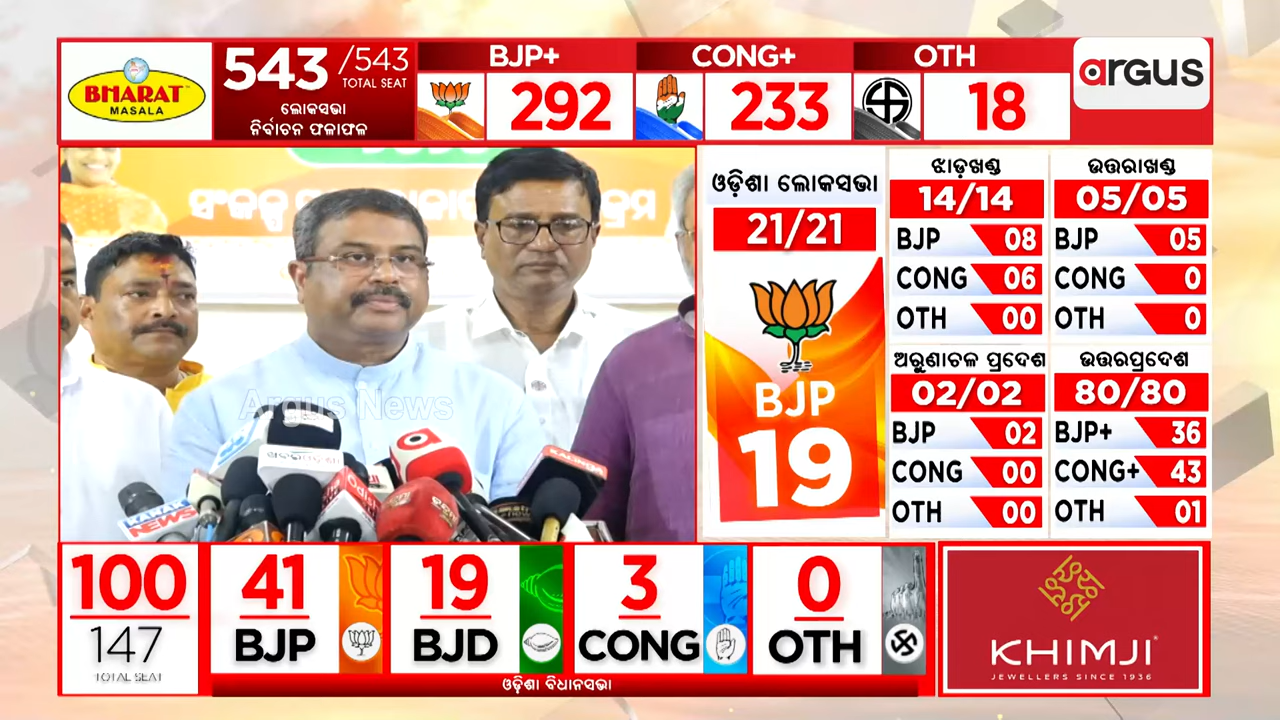 BHARAT
MASALA
543 /543
TOTAL SEAT
ଲୋକସଭା
ନିର୍ବାଚନ ଫଳାଫଳ
BJP+
292
CONG+
233
OTH
18
argus
ସଂକଳ୍ପ
Argus News
KANAK
NEWS
KALINGA
ଓଡ଼ିଶା ଲୋକସଭା
21/21
BJP
19
ଝାଡ଼ଖଣ୍ଡ
14/14
BJP 08
CONG 06
OTH 00
ଉତ୍ତରାଖଣ୍ଡ
05/05
BJP 05
CONG 0
OTH 0
ଅରୁଣାଚଳ ପ୍ରଦେଶ
02/02
BJP 02
CONG 00
OTH 00
ଉତ୍ତରପ୍ରଦେଶ
80/80
BJP+ 36
CONG+ 43
OTH 01
100
147
TOTAL SEAT
41
BJP
19
BJD
3
CONG
0
OTH
ଓଡ଼ିଶା ବିଧାନସଭା
KHIMJI
JEWELLERS SINCE 1936